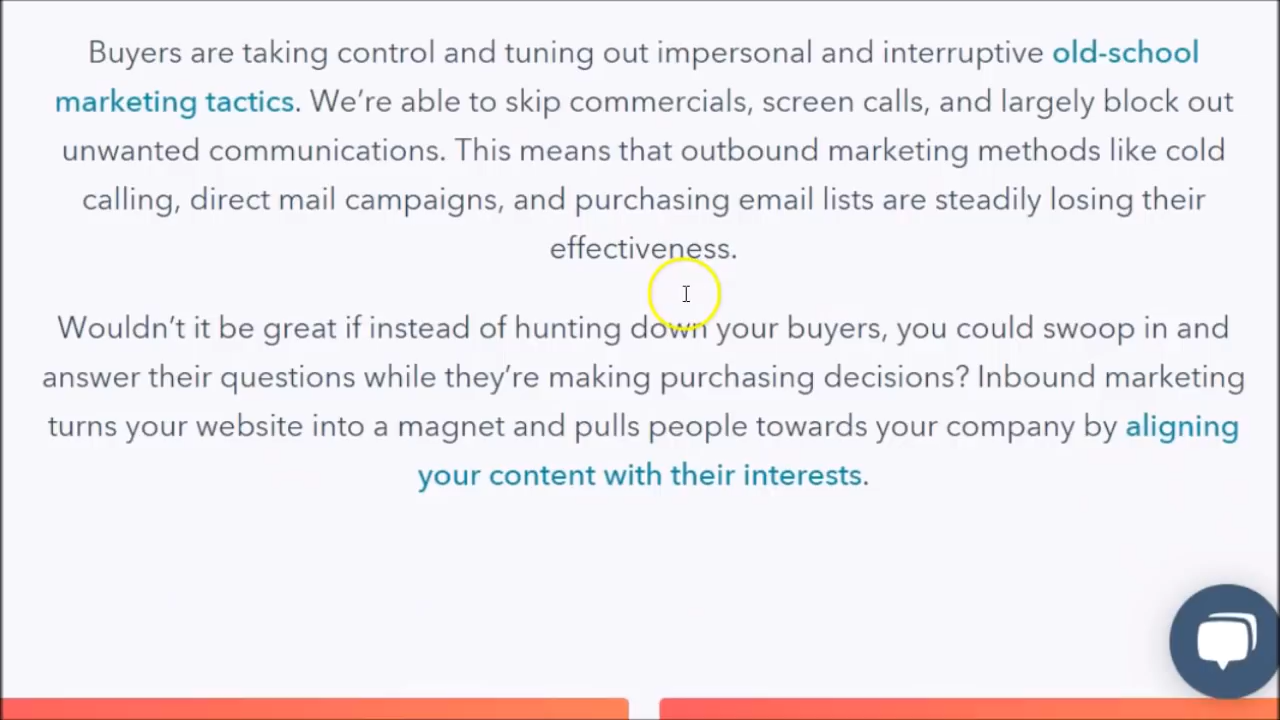 Buyers are taking control and tuning out impersonal and interruptive old-school
marketing tactics. We’re able to skip commercials, screen calls, and largely block out
unwanted communications. This means that outbound marketing methods like cold
calling, direct mail campaigns, and purchasing email lists are steadily losing their
effectiveness.
Wouldn’t it be great if instead of hunting down your buyers, you could swoop in and
answer their questions while they’re making purchasing decisions? Inbound marketing
turns your website into a magnet and pulls people towards your company by aligning
your content with their interests.